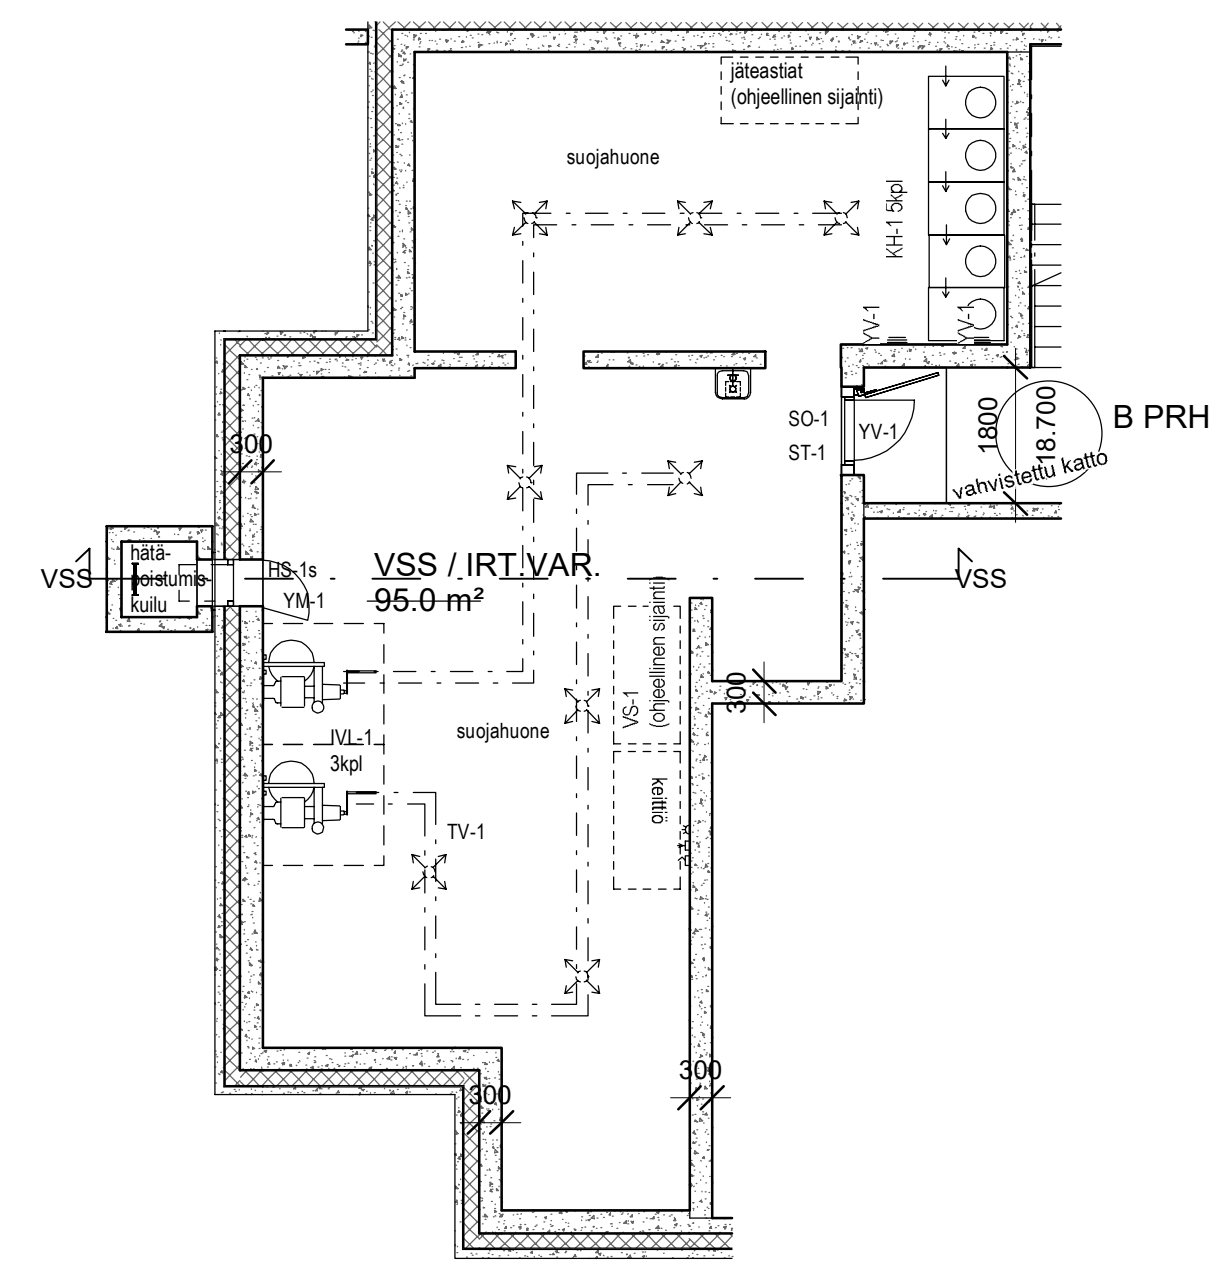 jäteastiat
(ohjeellinen sijainti)
suojahuone
KH-1 5kpl
YV-1
YV-1
SO-1
ST-1
YV-1
1800
18.700
B PRH
vahvistettu katto
300
hätä-
poistumis-
kuilu
VSS
HS-1s
YM-1
VSS / IRT.VAR.
95.0 m²
VSS
VS-1
(ohjeellinen sijainti)
300
suojahuone
IVL-1
3kpl
keittiö
TV-1
300
300